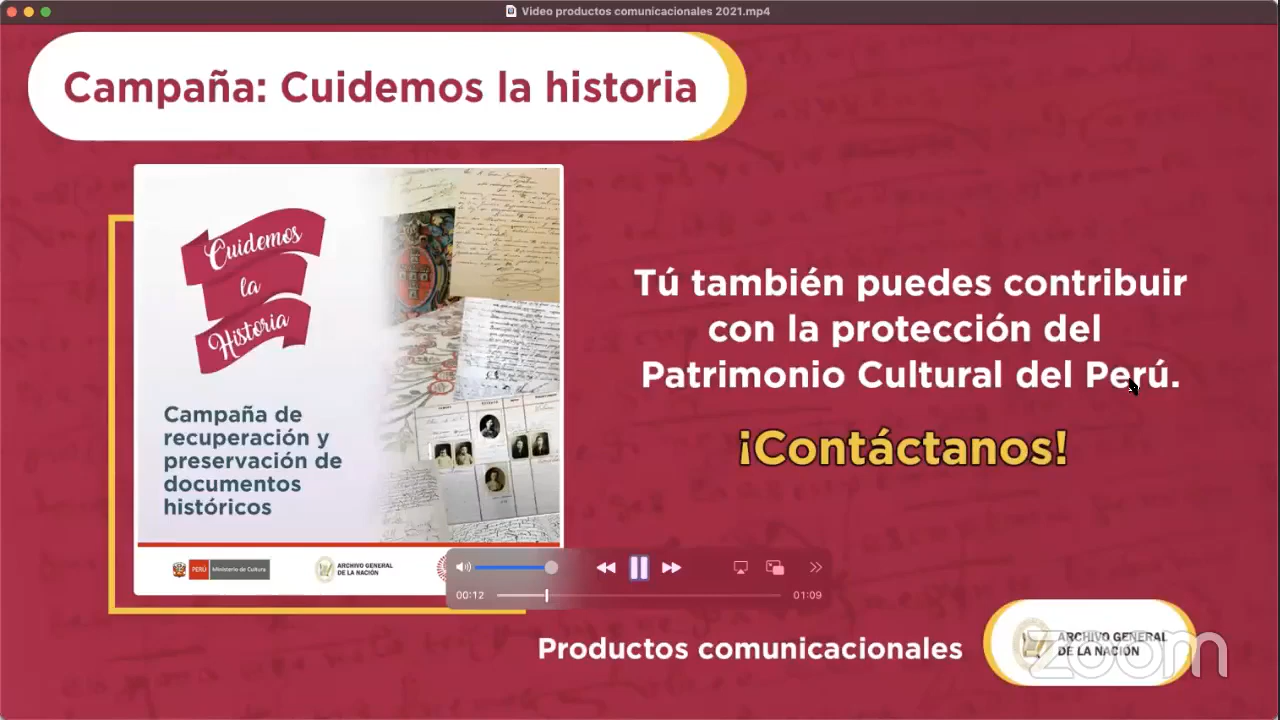 Video productos comunicacionales 2021.mp4
Campaña: Cuidemos la historia
Cuidemos
la
Historia
Campaña de
recuperación y
preservación de
documentos
históricos
PERÚ Ministerio de Cultura
ARCHIVO GENERAL
DE LA NACIÓN
Tú también puedes contribuir
con la protección del
Patrimonio Cultural del Perú.
¡Contáctanos!
00:12
01:09
Productos comunicacionales
ARCHIVO GENERAL
DE LA NACIÓN
zoom